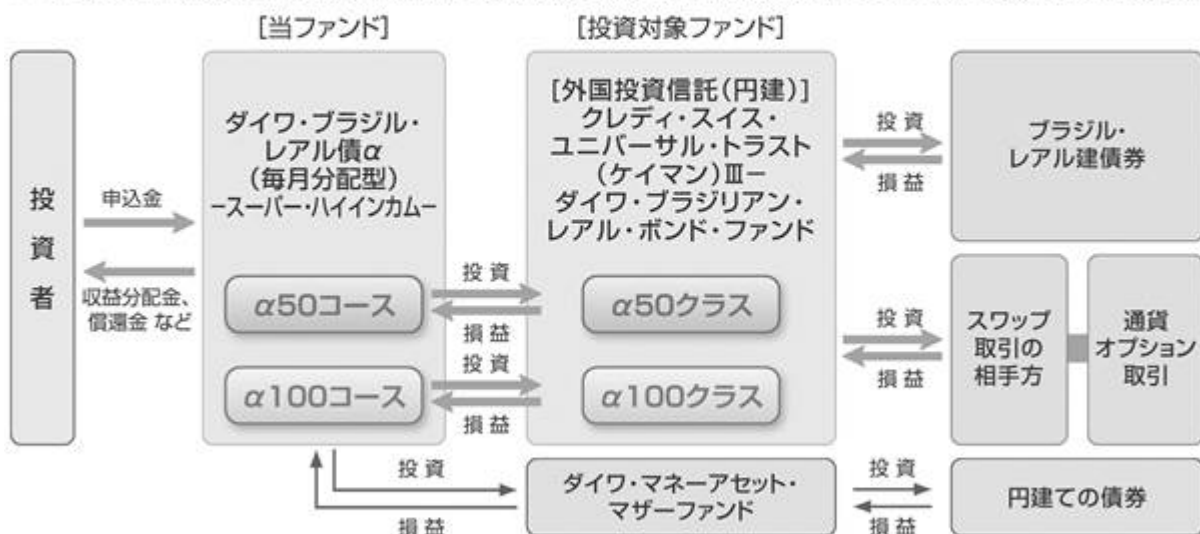 [当ファンド]
[投資対象ファンド]
投
資
者
申込金
収益分配金、
償還金 など
ダイワ・ブラジル・
レアル債α
(毎月分配型)
−スーパー・ハイインカム−
α50コース
α100コース
投 資
損 益
投 資
損 益
[外国投資信託(円建)]
クレディ・スイス・
ユニバーサル・トラスト
(ケイマン)Ⅲ−
ダイワ・ブラジリアン・
レアル・ボンド・ファンド
α50クラス
α100クラス
投 資
損 益
ブラジル・
レアル建債券
投 資
損 益
スワップ
取引の
相手方
通貨
オプション
取引
投 資
損 益
ダイワ・マネーアセット・
マザーファンド
投 資
損 益
円建ての債券